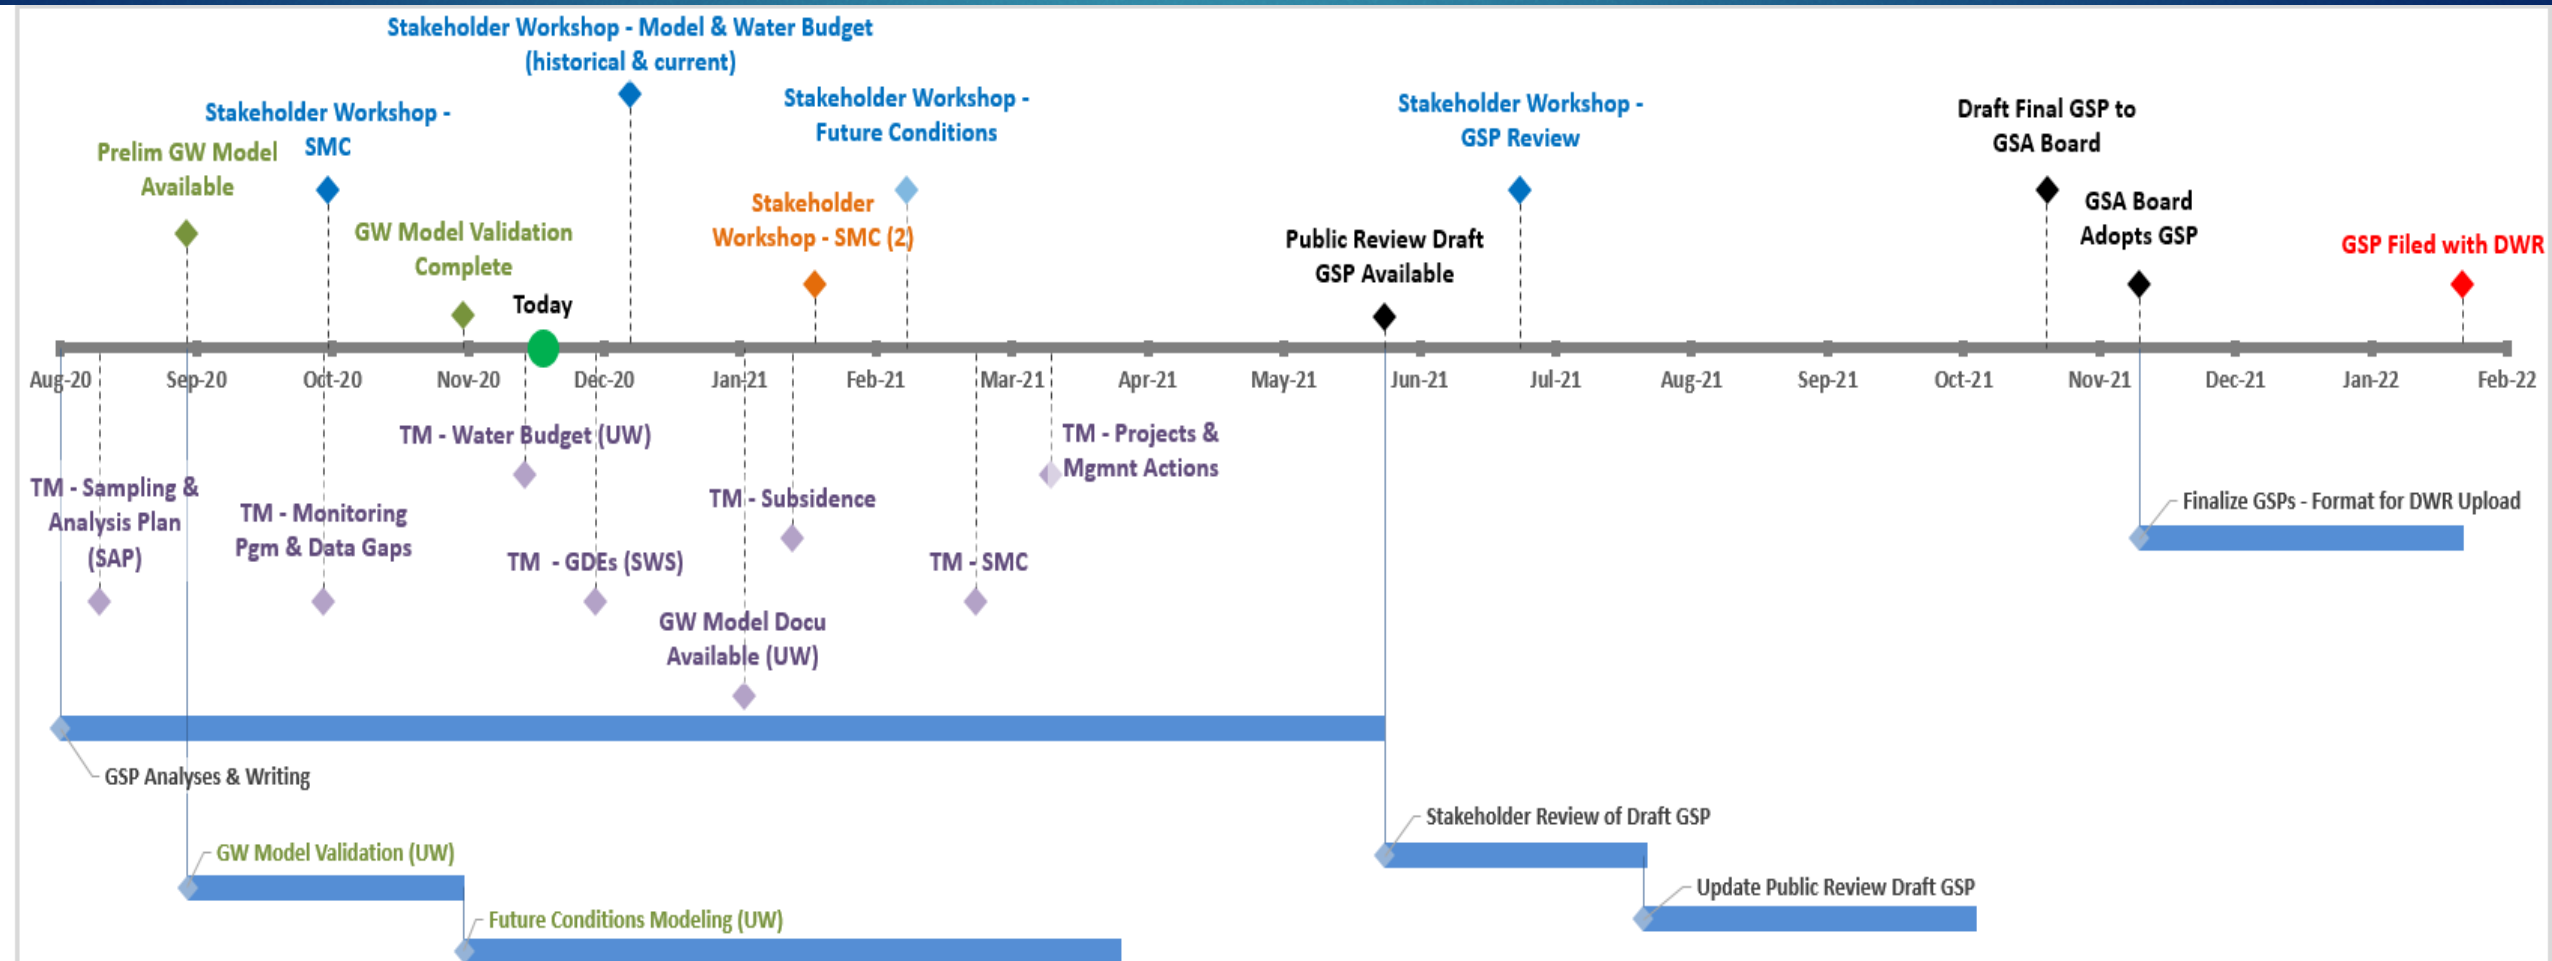 Stakeholder Workshop - Model & Water Budget
(historical & current)
Stakeholder Workshop -
SMC
Prelim GW Model
Available
Stakeholder Workshop -
Future Conditions
Stakeholder Workshop -
GSP Review
Draft Final GSP to
GSA Board
GW Model Validation
Complete
Stakeholder
Workshop - SMC (2)
Public Review Draft
GSP Available
GSA Board
Adopts GSP
GSP Filed with DWR
Today
Aug-20
Sep-20
Oct-20
Nov-20
Dec-20
Jan-21
Feb-21
Mar-21
Apr-21
May-21
Jun-21
Jul-21
Aug-21
Sep-21
Oct-21
Nov-21
Dec-21
Jan-22
Feb-22
TM - Water Budget (UW)
TM - Projects &
Mgmnt Actions
TM - Sampling &
Analysis Plan
(SAP)
TM - Monitoring
Pgm & Data Gaps
TM - Subsidence
TM - GDEs (SWS)
TM - SMC
GW Model Docu
Available (UW)
Finalize GSPs - Format for DWR Upload
GSP Analyses & Writing
Stakeholder Review of Draft GSP
GW Model Validation (UW)
Update Public Review Draft GSP
Future Conditions Modeling (UW)